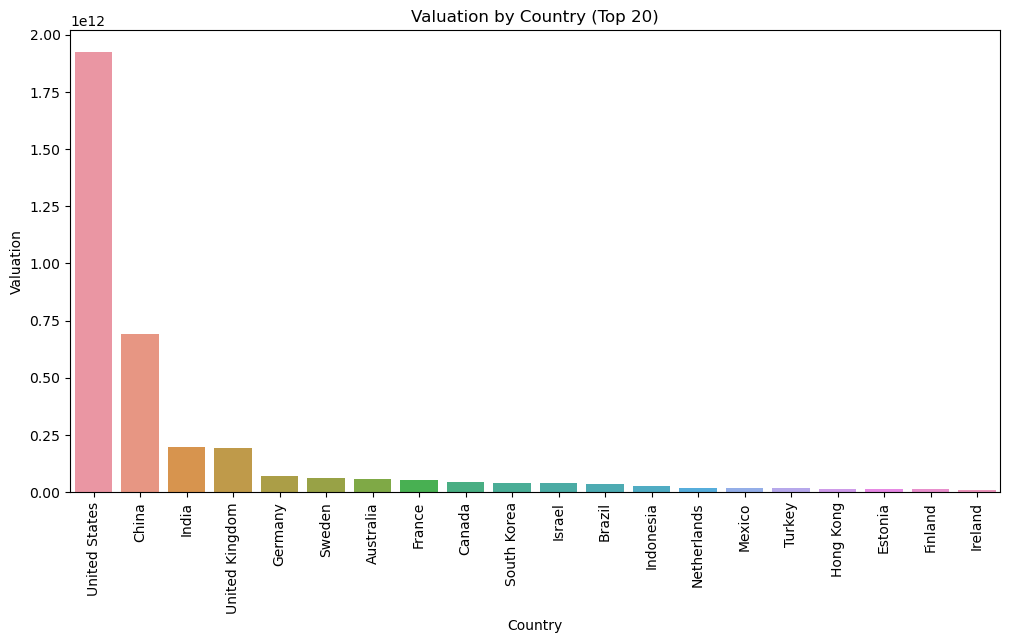 Valuation by Country (Top 20)
1e12
2.00
1.75
1.50
1.25
1.00
0.75
0.50
0.25
0.00
Valuation
United States
China
India
United Kingdom
Germany
Sweden
Australia
France
Canada
South Korea
Israel
Brazil
Indonesia
Netherlands
Mexico
Turkey
Hong Kong
Estonia
Finland
Ireland
Country